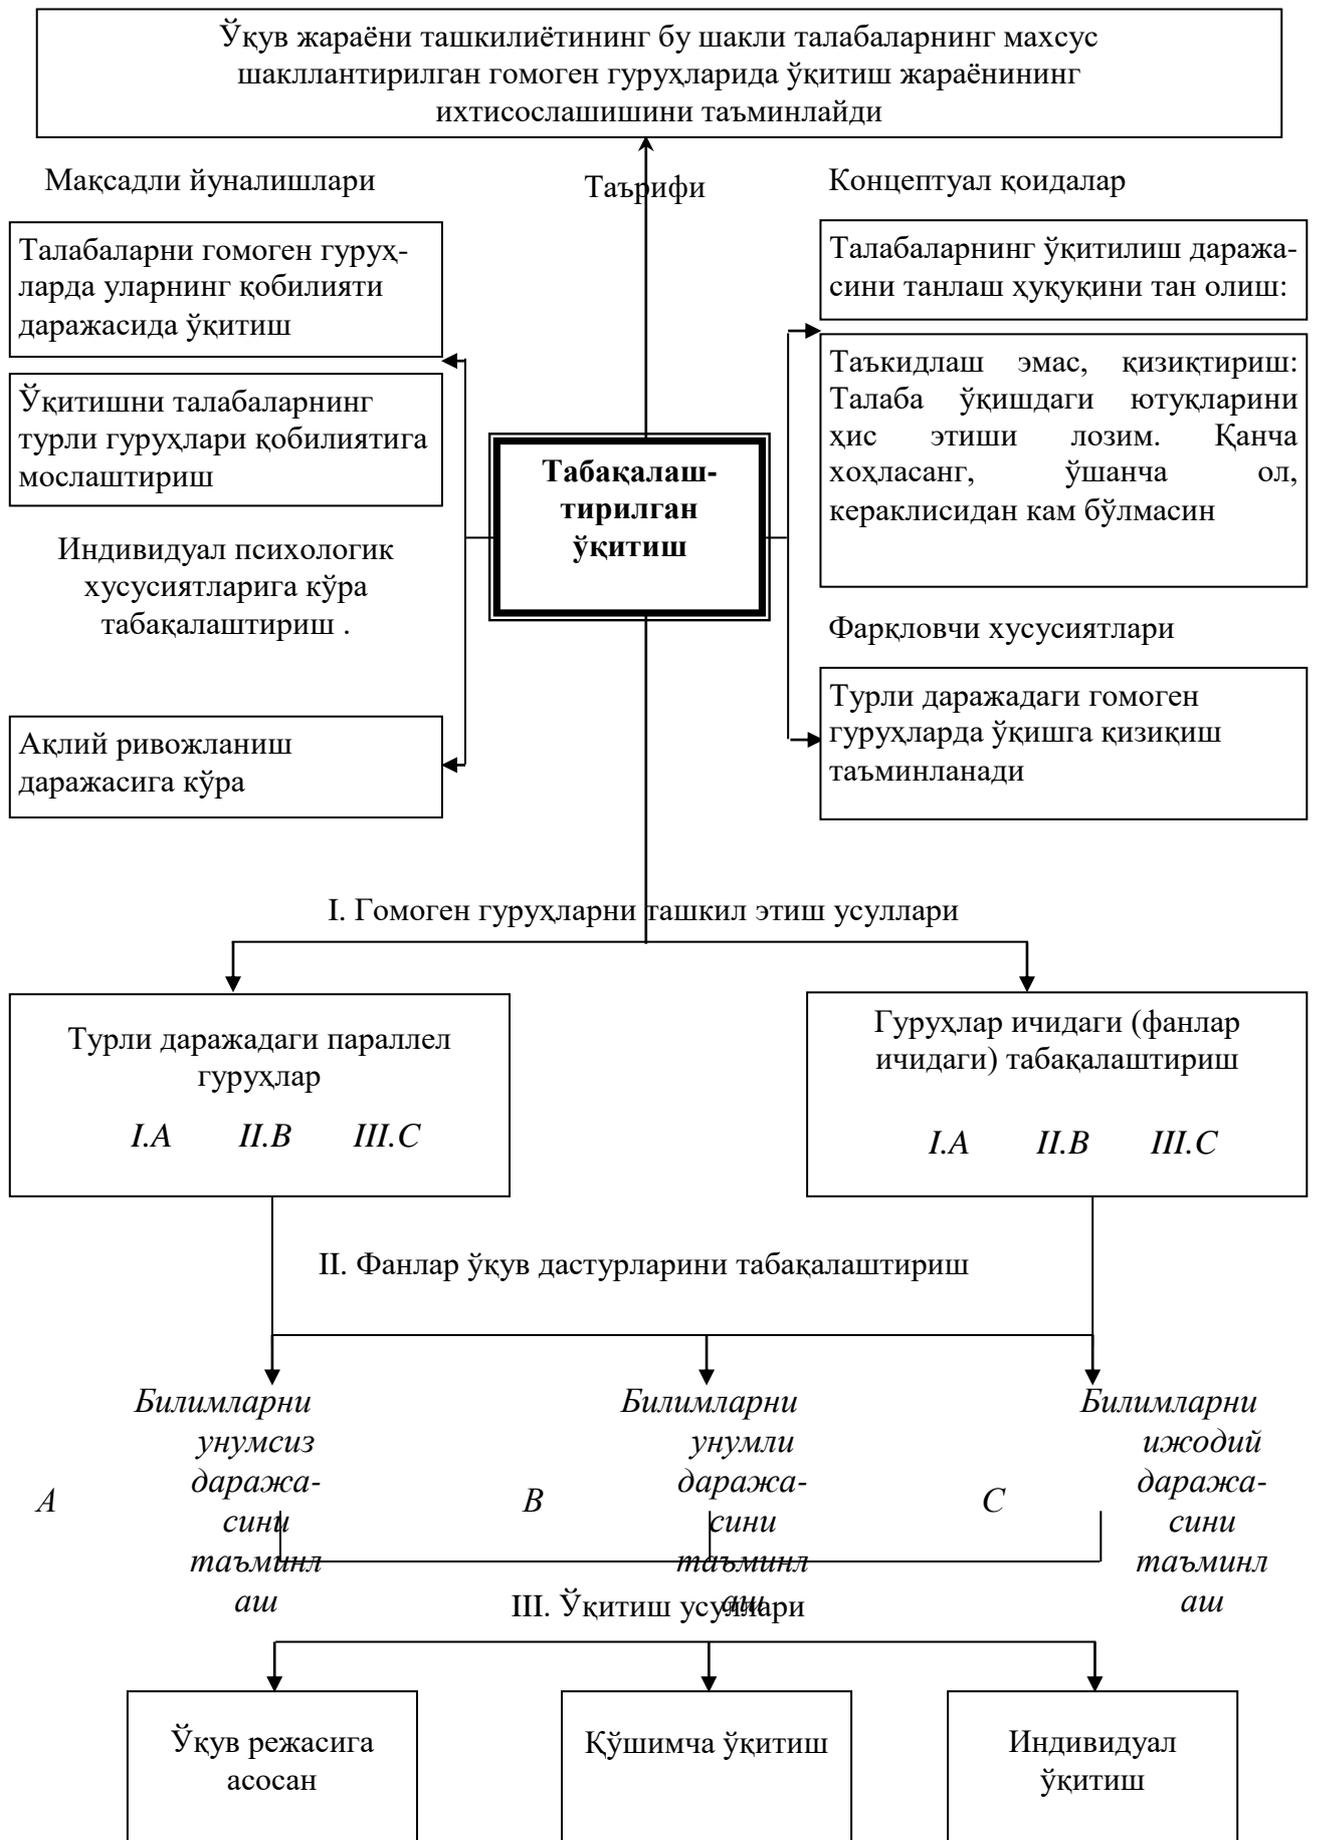 Ўқув жараёни ташкилиётининг бу шакли талабаларнинг махсус
шакллантирилган гомоген гуруҳларида ўқитиш жараёнининг
ихтисослашишини таъминлайди
Мақсадли йуналишлари
Таърифи
Концептуал қоидалар
Талабаларни гомоген гуруҳ-
ларда уларнинг қобилияти
даражасида ўқитиш
Талабаларнинг ўқитилиш даража-
сини танлаш ҳуқуқини тан олиш:
Ўқитишни талабаларнинг
турли гуруҳлари қобилиятига
мослаштириш
Таъкидлаш эмас, қизиқтириш:
Талаба ўқишдаги ютуқларини
ҳис этиши лозим. Қанча
хоҳласанг, ўшанча ол,
кераклисидан кам бўлмасин
Табақалаш-
тирилган
ўқитиш
Индивидуал психологик
хусусиятларига кўра
табақалаштириш .
Фарқловчи хусусиятлари
Ақлий ривожланиш
даражасига кўра
Турли даражадаги гомоген
гуруҳларда ўқишга қизиқиш
таъминланади
I. Гомоген гуруҳларни ташкил этиш усуллари
Турли даражадаги параллел
гуруҳлар
I.A II.B III.C
Гуруҳлар ичидаги (фанлар
ичидаги) табақалаштириш
I.A II.B III.C
II. Фанлар ўқув дастурларини табақалаштириш
A
Билимларни
унумсиз
даража-
сини
таъминл
аш
B
Билимларни
унумли
даража-
сини
таъминл
аш
C
Билимларни
ижодий
даража-
сини
таъминл
аш
III. Ўқитиш усуллари
Ўқув режасига
асосан
Қўшимча ўқитиш
Индивидуал
ўқитиш